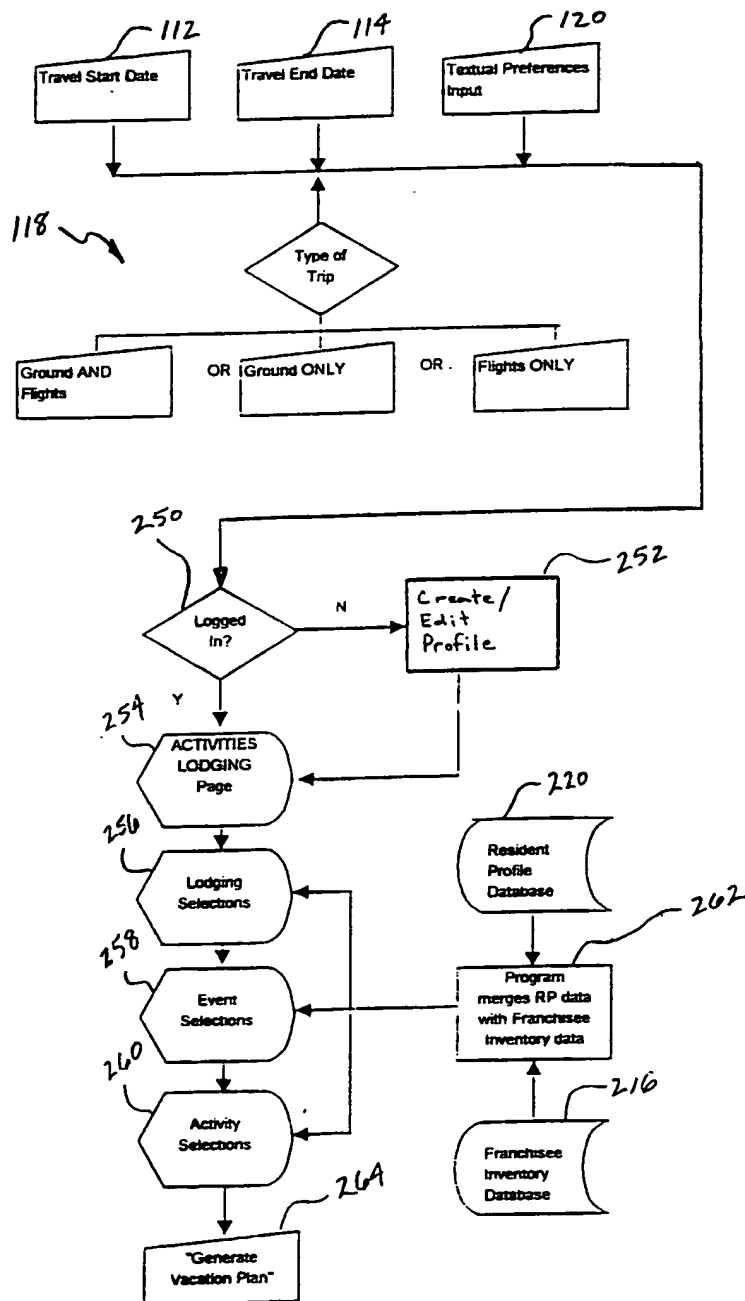 112
114
120
Travel Start Date
Travel End Date
Textual Preferences
Input
118
Type of
Trip
Ground AND
Flights
OR
Ground ONLY
OR .
Flights ONLY
250
252
Logged
In?
N
Create/
Edit
Profile
Y
254
ACTIVITIES
LODGING
Page
220
256
Lodging
Selections
Resident
Profile
Database
262
258
Event
Selections
Program
merges RP data
with Franchisee
Inventory data
260
216
Activity
Selections
Franchisee
Inventory
Database
264
"Generate
Vacation Plan"